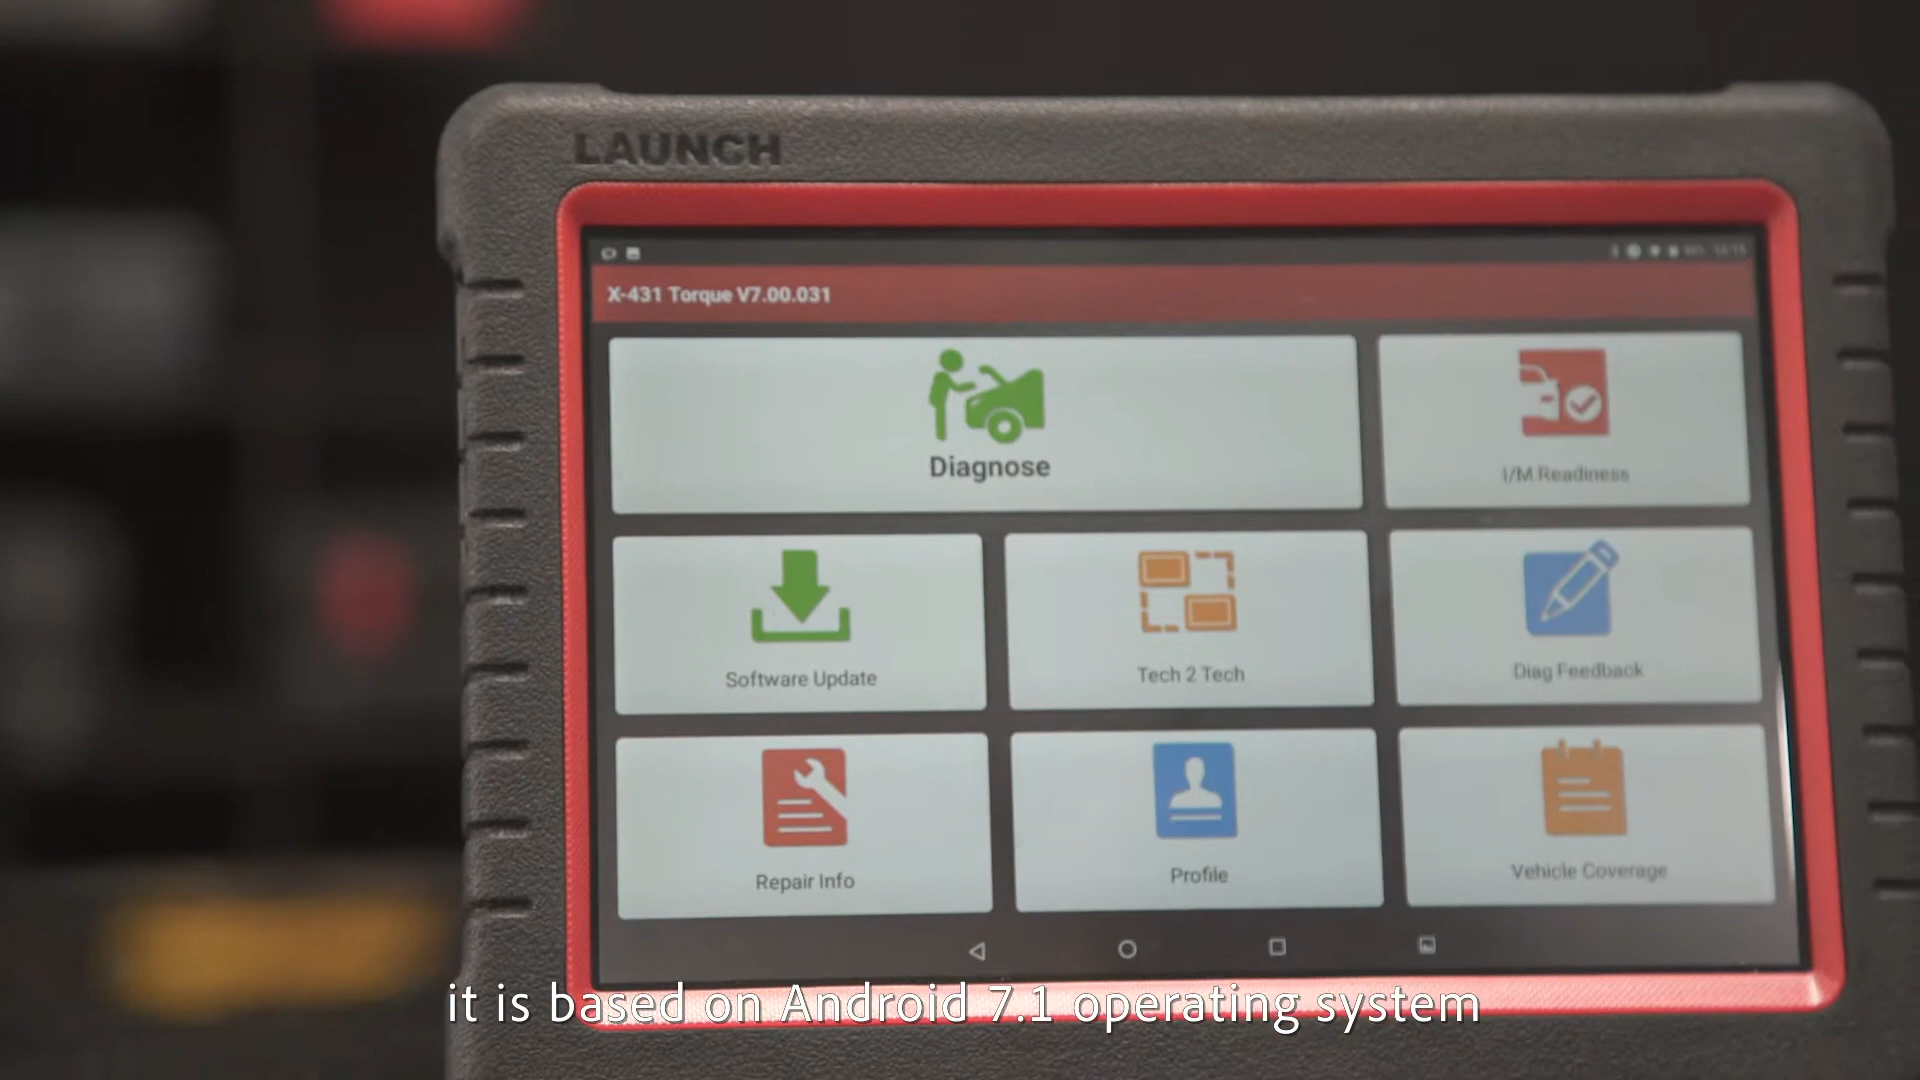 LAUNCH
X-431 Torque V7.00.031
Diagnose
I/M Readiness
Software Update
Tech 2 Tech
Diag Feedback
Repair Info
Profile
Vehicle Coverage
it is based on Android 7.1 operating system